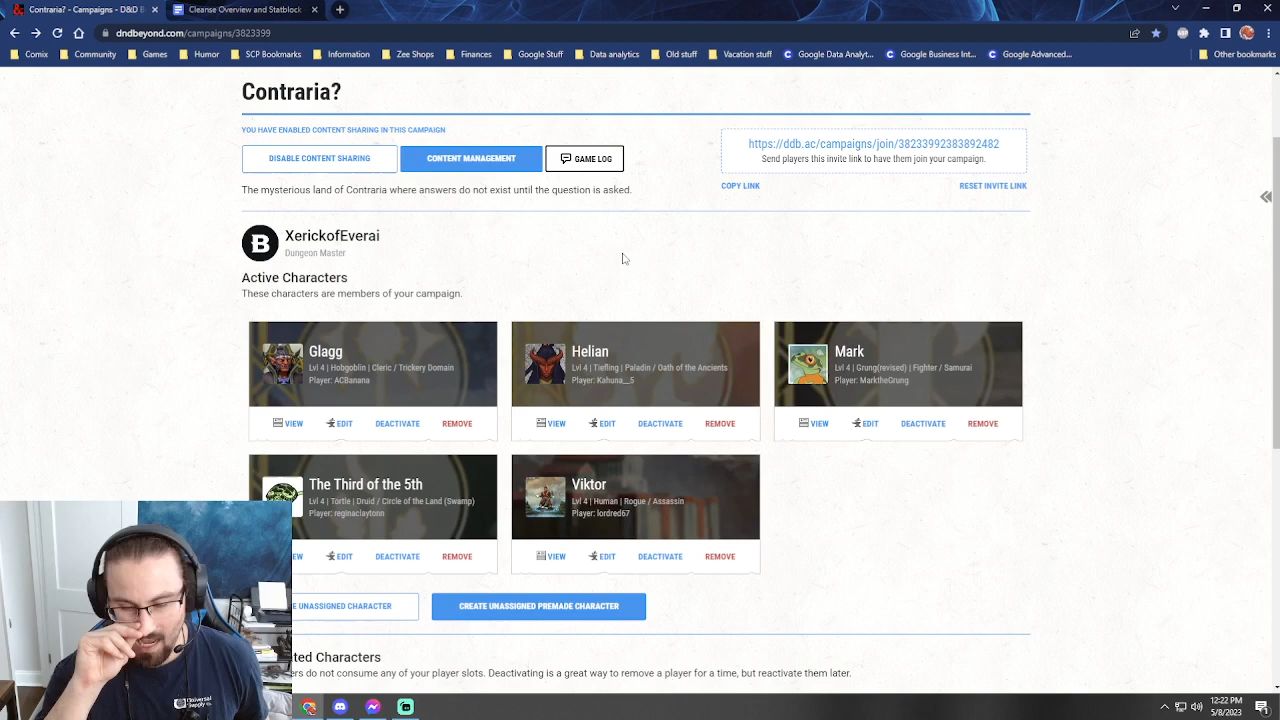 Contraria? - Campaigns - D&D B
Clearer Storage
dndbeyond.com/campaigns/3823399
Comix
Community
Games
Humor
Information
Zee Shops
Finances
Google Stuff
Data analytics
Old stuff
Vacation stuff
Google Data Analyt...
Google Business Int...
Google Advanced...
Other bookmarks
Contraria?
YOU HAVE ENABLED CONTENT SHARING IN THIS CAMPAIGN
DISABLE CONTENT SHARING
CONTENT MANAGEMENT
GAME LOG
https://ddb.ac/campaigns/join/38233992383892482
Send players this invite link to have them join your campaign.
COPY LINK
RESET INVITE LINK
The mysterious land of Contraria where answers do not exist until the question is asked.
XerickofEverai
Dungeon Master
Active Characters
These characters are members of your campaign.
Glagg
Lvl 4 | Hobgoblin | Cleric / Trickery Domain
Player: ACBanana
VIEW EDIT DEACTIVATE REMOVE
Helian
Lvl 4 | Tiefling | Paladin / Oath of the Ancients
Player: Kahuna__5
VIEW EDIT DEACTIVATE REMOVE
Mark
Lvl 4 | Grung(revised) | Fighter / Samurai
Player: MarktheGrung
VIEW EDIT DEACTIVATE REMOVE
The Third of the 5th
Lvl 4 | Tortle | Druid / Circle of the Land (Swamp)
Player: reginaclaytonn
EW EDIT DEACTIVATE REMOVE
Viktor
Lvl 4 | Human | Rogue / Assassin
Player: lordred67
VIEW EDIT DEACTIVATE REMOVE
E UNASSIGNED CHARACTER
CREATE UNASSIGNED PREMADE CHARACTER
ted Characters
ers do not consume any of your player slots. Deactivating is a great way to remove a player for a time, but reactivate them later.
Universal
Supply Co.
12:22 PM
5/8/2023